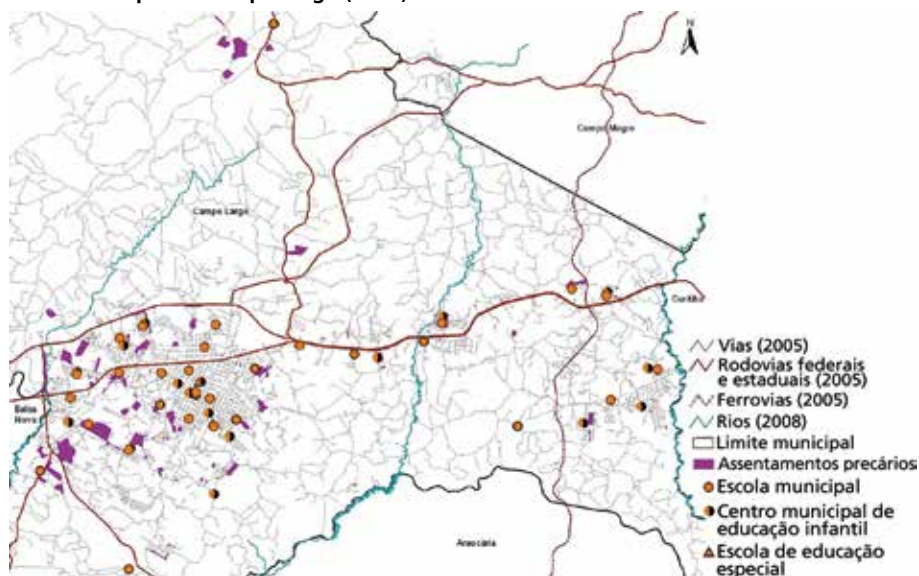 N
Campo Magro
Campo Largo
Curitiba
Balsa
Nova
Araucária
Vias (2005)
Rodovias federais
e estaduais (2005)
Ferrovias (2005)
Rios (2008)
Limite municipal
Assentamentos precários
Escola municipal
Centro municipal de
educação infantil
Escola de educação
especial